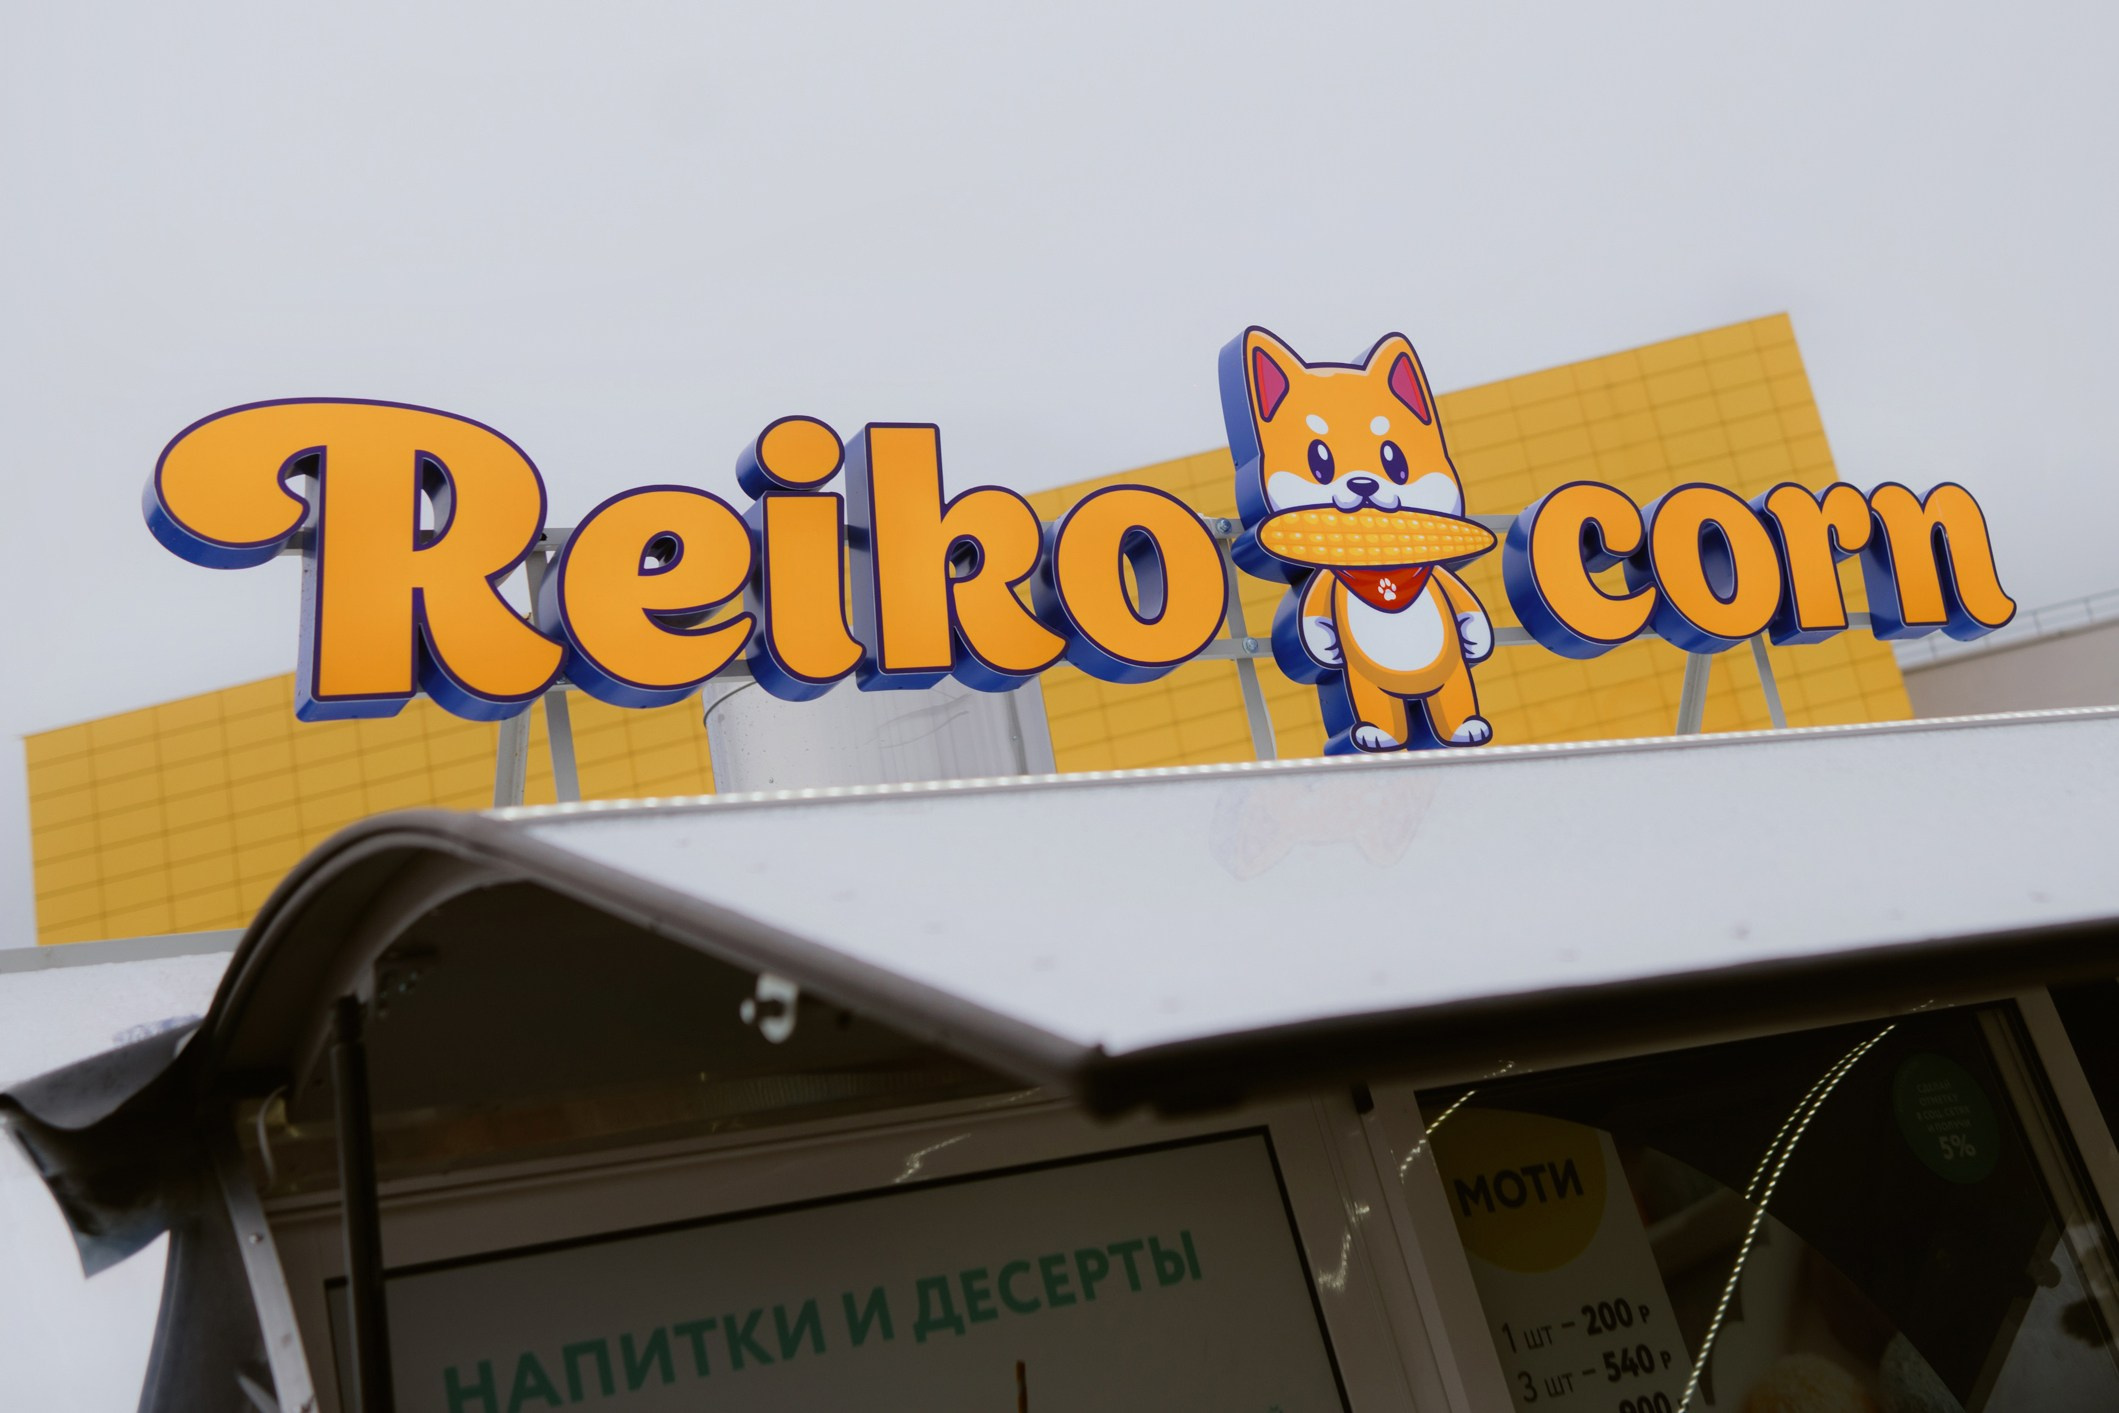 Reiko corn
НАПИТКИ И ДЕСЕРТЫ
МОТИ
1 шт – 200 р
3 шт – 540 р
5%